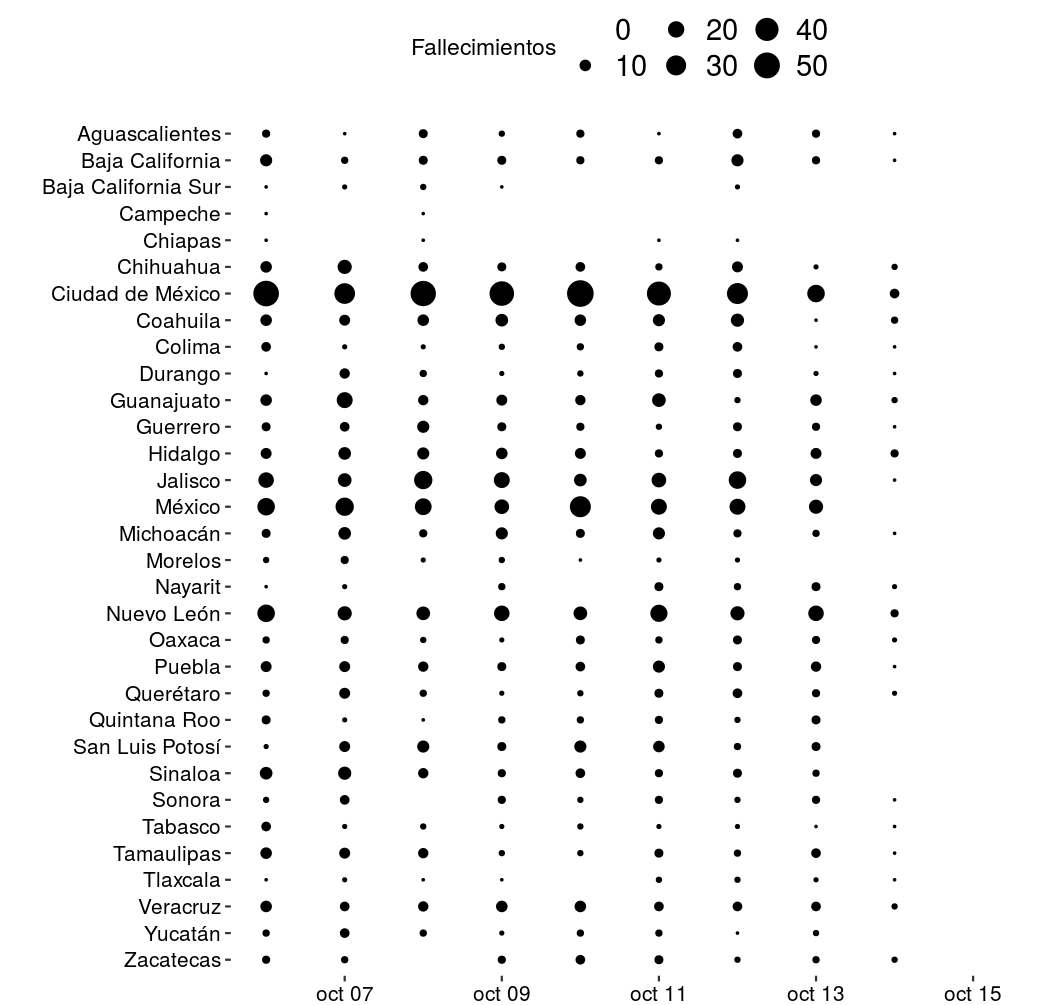 Fallecimientos
0 20 40
10 30 50
Aguascalientes
Baja California
Baja California Sur
Campeche
Chiapas
Chihuahua
Ciudad de México
Coahuila
Colima
Durango
Guanajuato
Guerrero
Hidalgo
Jalisco
México
Michoacán
Morelos
Nayarit
Nuevo León
Oaxaca
Puebla
Querétaro
Quintana Roo
San Luis Potosí
Sinaloa
Sonora
Tabasco
Tamaulipas
Tlaxcala
Veracruz
Yucatán
Zacatecas
oct 07 oct 09 oct 11 oct 13 oct 15